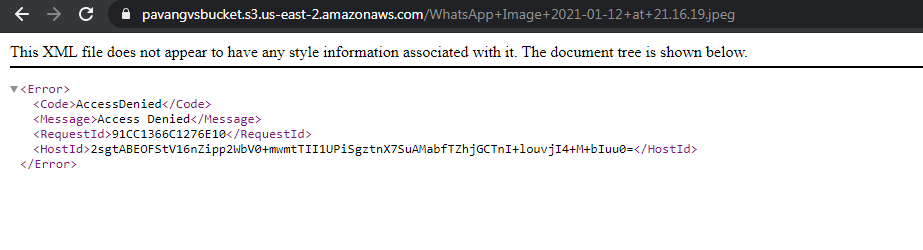 pavangvsbucket.s3.us-east-2.amazonaws.com/WhatsApp+Image+2021-01-12+at+21.16.19.jpeg
This XML file does not appear to have any style information associated with it. The document tree is shown below.
▼<Error>
<Code>AccessDenied</Code>
<Message>Access Denied</Message>
<RequestId>91CC1366C1276E10</RequestId>
<HostId>2sgtABEOFStV16nZipp2WbV0+mwmtTII1UPiSgztnX7SuAMabfTZhjGCTnI+louvjI4+M+bIuu0=</HostId>
</Error>